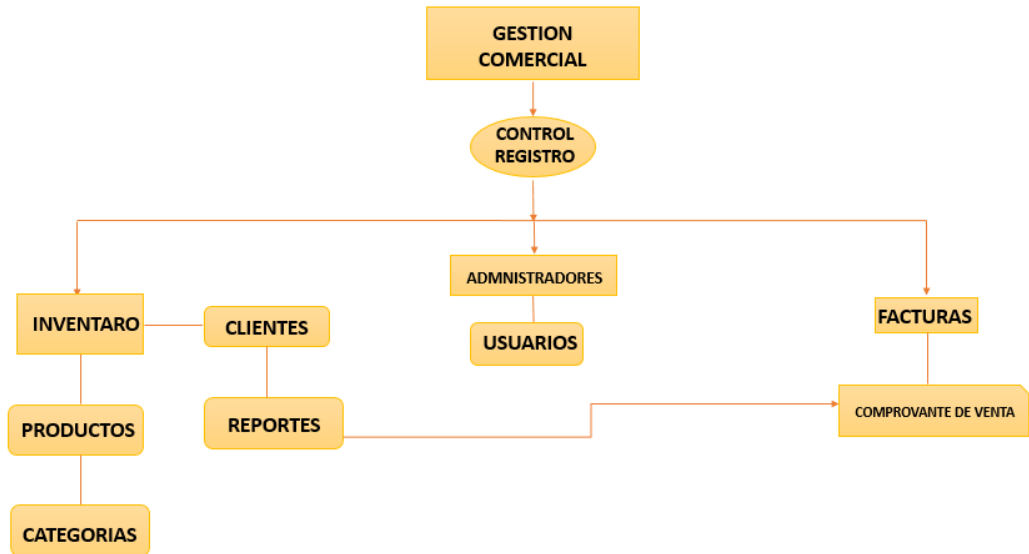 GESTION
COMERCIAL
CONTROL
REGISTRO
ADMNISTRADORES
INVENTARO
CLIENTES
FACTURAS
USUARIOS
PRODUCTOS
REPORTES
COMPROVANTE DE VENTA
CATEGORIAS